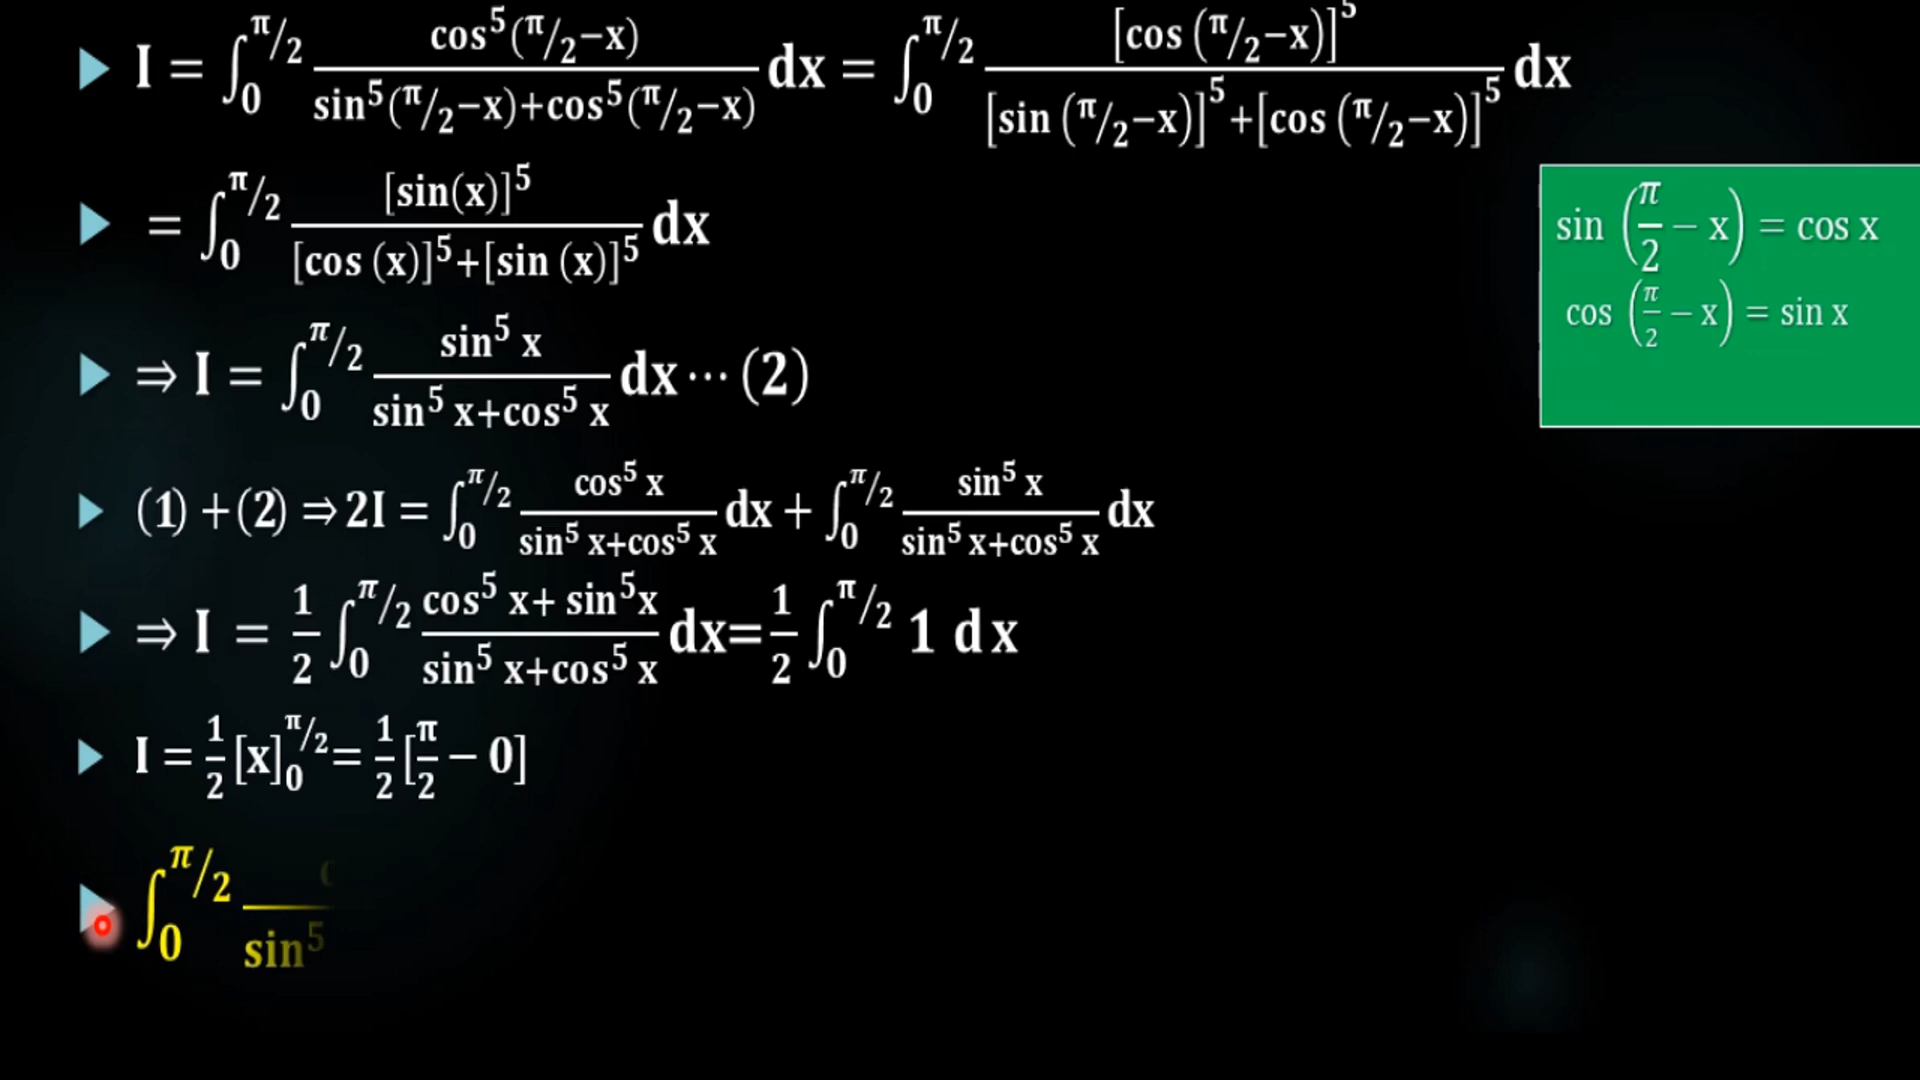 I = ∫₀^π/2 cos⁵(π/2−x) / sin⁵(π/2−x)+cos⁵(π/2−x) dx = ∫₀^π/2 [cos (π/2−x)]⁵ / [sin (π/2−x)]⁵+[cos (π/2−x)]⁵ dx
= ∫₀^π/2 [sin(x)]⁵ / [cos (x)]⁵+[sin (x)]⁵ dx
sin (π/2 − x) = cos x
cos (π/2 − x) = sin x
⇒ I = ∫₀^π/2 sin⁵ x / sin⁵ x+cos⁵ x dx ⋯ (2)
(1) +(2) ⇒ 2I = ∫₀^π/2 cos⁵ x / sin⁵ x+cos⁵ x dx + ∫₀^π/2 sin⁵ x / sin⁵ x+cos⁵ x dx
⇒ I = 1/2 ∫₀^π/2 cos⁵ x+ sin⁵x / sin⁵ x+cos⁵ x dx=1/2 ∫₀^π/2 1 dx
I = 1/2 [x]₀^π/2 = 1/2 [π/2 − 0]
∫₀^π/2 / sin⁵